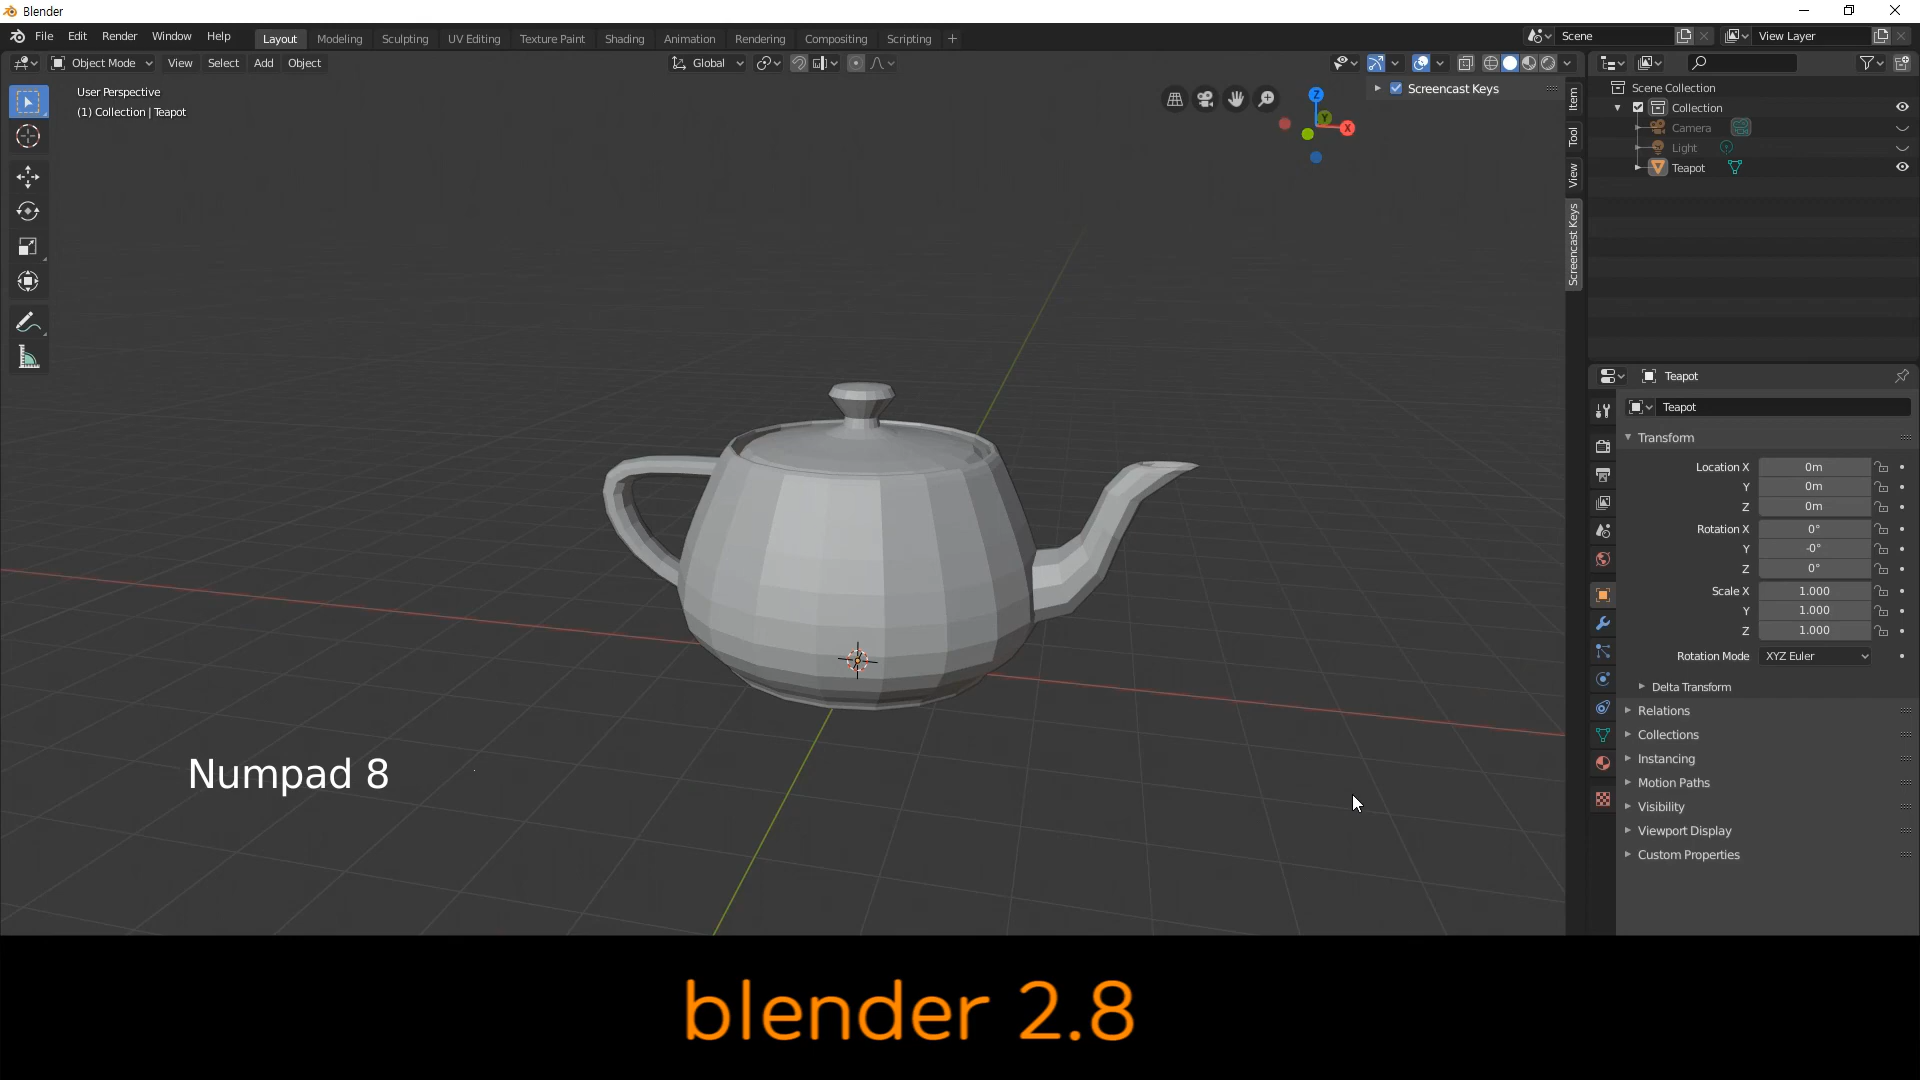 Blender
File Edit Render Window Help Layout Modeling Sculpting UV Editing Texture Paint Shading Animation Rendering Compositing Scripting + Scene View Layer
Object Mode View Select Add Object Global
User Perspective
(1) Collection | Teapot
Z
Y
X
Screencast Keys
Item
Tool
View
Screencast Keys
Scene Collection
Collection
Camera
Light
Teapot
Teapot
Teapot
Transform
Location X 0m
Y 0m
Z 0m
Rotation X 0°
Y -0°
Z 0°
Scale X 1.000
Y 1.000
Z 1.000
Rotation Mode XYZ Euler
Delta Transform
Relations
Collections
Instancing
Motion Paths
Visibility
Viewport Display
Custom Properties
Numpad 8
blender 2.8